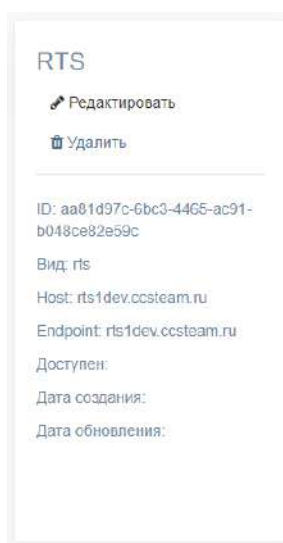 RTS
Редактировать
Удалить
ID: aa81d97c-6bc3-4465-ac91-
b048ce82e59c
Вид: rts
Host: rts1dev.ccsteam.ru
Endpoint: rts1dev.ccsteam.ru
Доступен:
Дата создания:
Дата обновления: